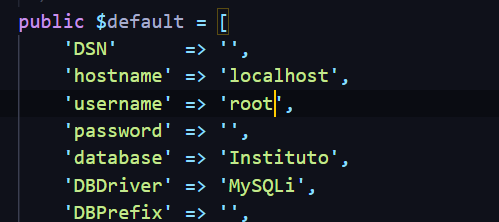 public $default = [
'DSN' => '',
'hostname' => 'localhost',
'username' => 'root',
'password' => '',
'database' => 'Instituto',
'DBDriver' => 'MySQLi',
'DBPrefix' => '',